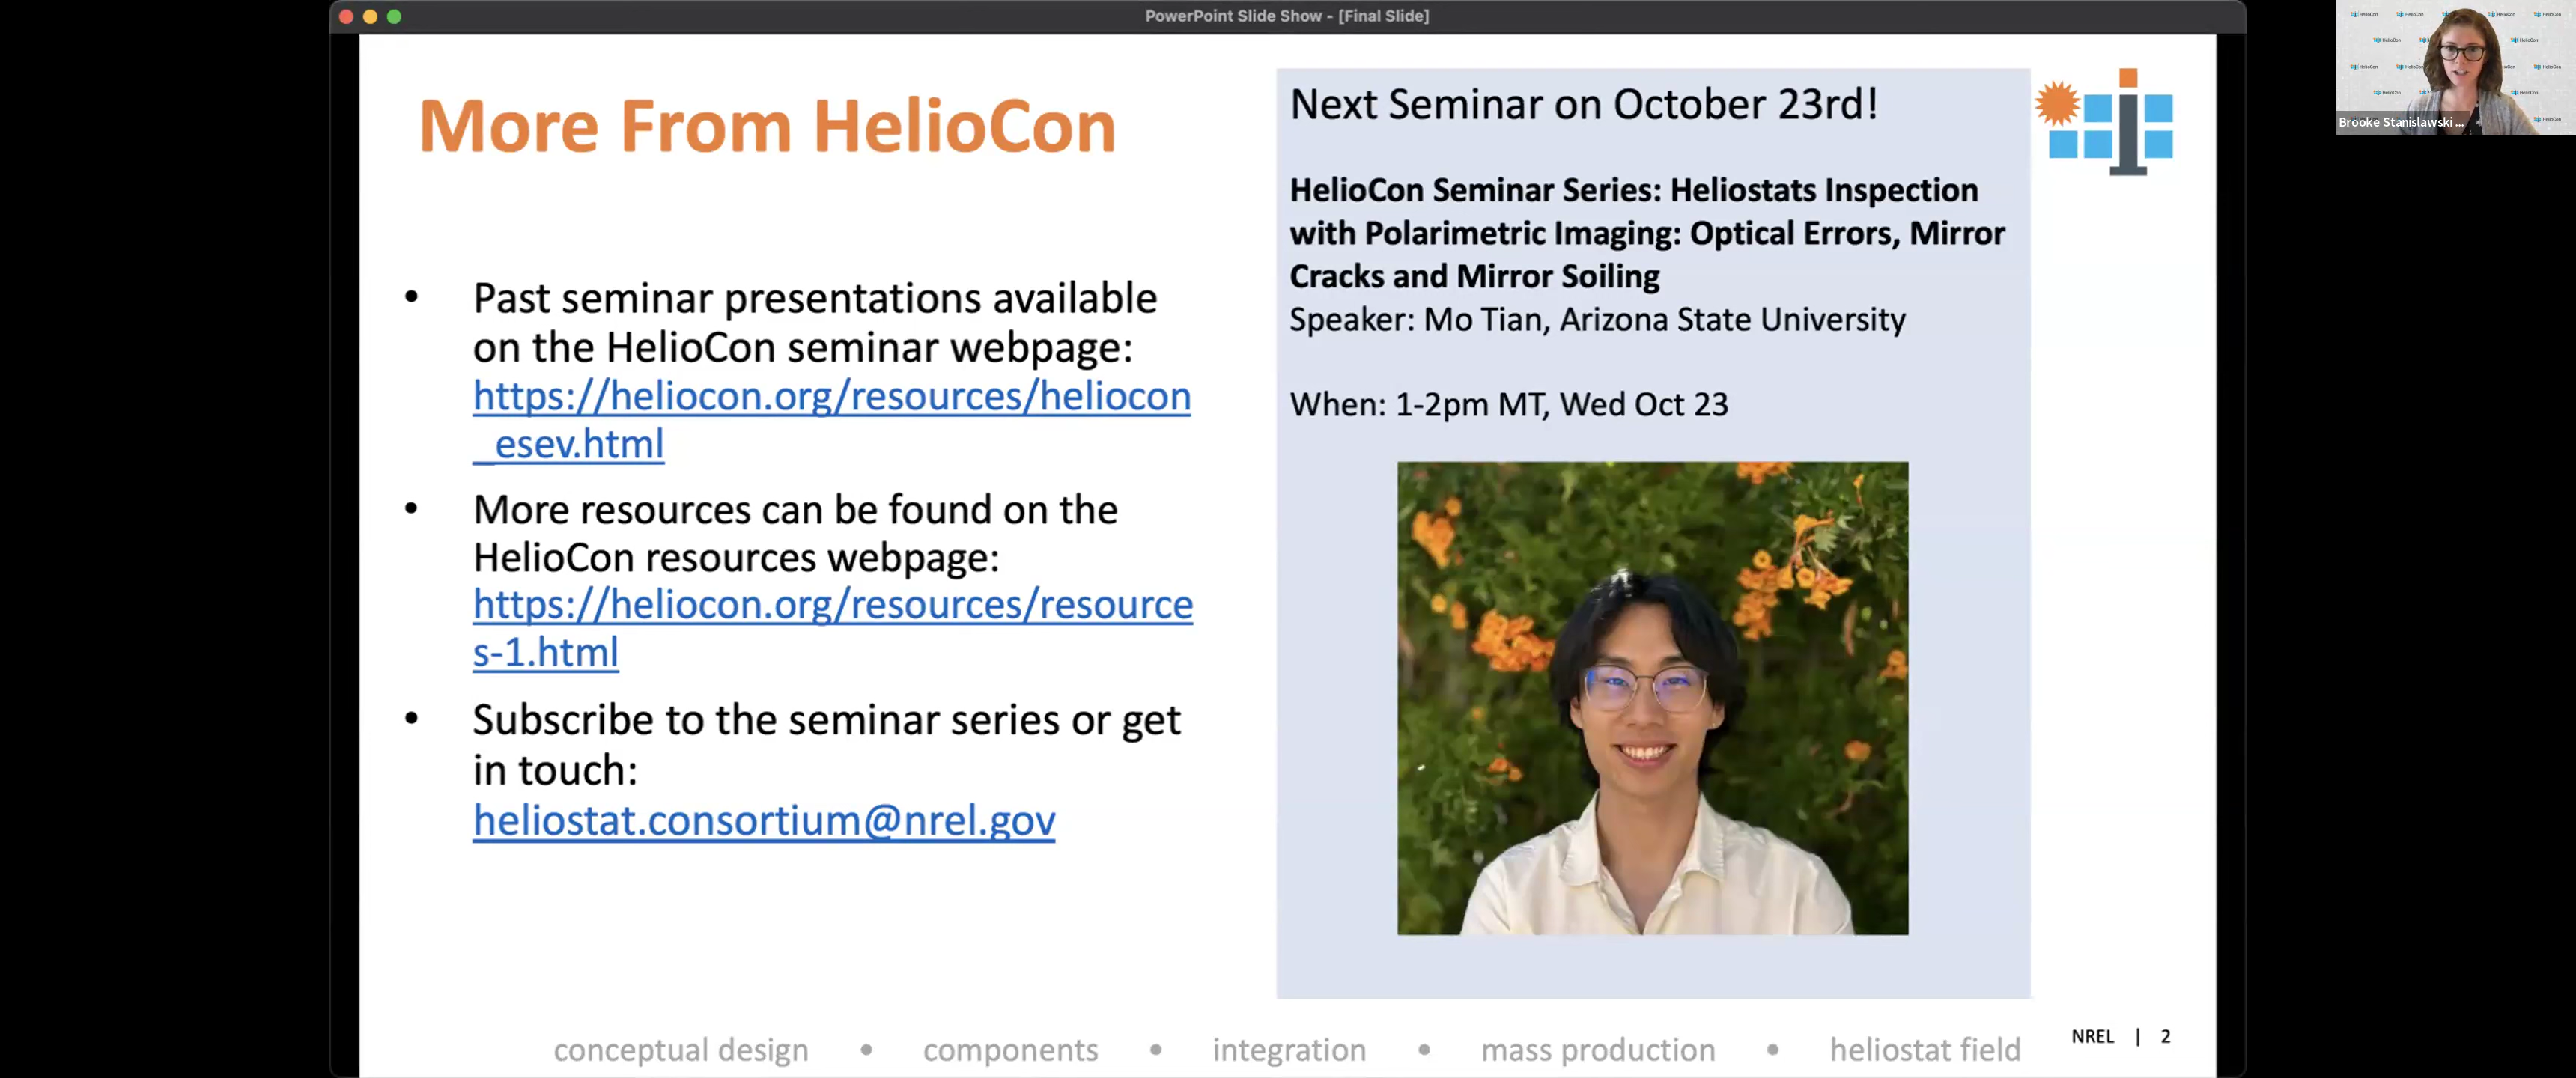 PowerPoint Slide Show - [Final Slide]
More From HelioCon
• Past seminar presentations available
on the HelioCon seminar webpage:
https://heliocon.org/resources/heliocon
_esev.html
• More resources can be found on the
HelioCon resources webpage:
https://heliocon.org/resources/resource
s-1.html
• Subscribe to the seminar series or get
in touch:
heliostat.consortium@nrel.gov
Next Seminar on October 23rd!
HelioCon Seminar Series: Heliostats Inspection
with Polarimetric Imaging: Optical Errors, Mirror
Cracks and Mirror Soiling
Speaker: Mo Tian, Arizona State University
When: 1-2pm MT, Wed Oct 23
conceptual design • components • integration • mass production • heliostat field
NREL | 2
HelioCon
Brooke Stanislawski ...